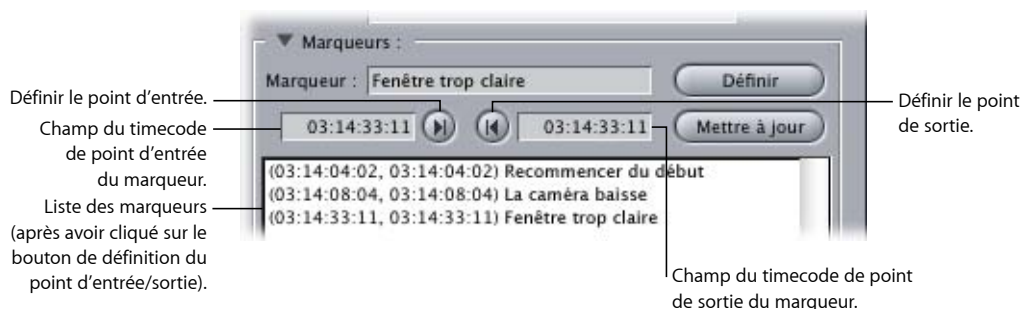 Marqueurs :
Marqueur : Fenêtre trop claire
Définir
Définir le point d'entrée.
03:14:33:11
03:14:33:11
Mettre à jour
Définir le point
de sortie.
Champ du timecode
de point d'entrée
du marqueur.
(03:14:04:02, 03:14:04:02) Recommencer du début
(03:14:08:04, 03:14:08:04) La caméra baisse
(03:14:33:11, 03:14:33:11) Fenêtre trop claire
Liste des marqueurs
(après avoir cliqué sur le
bouton de définition du
point d'entrée/sortie).
Champ du timecode de point
de sortie du marqueur.